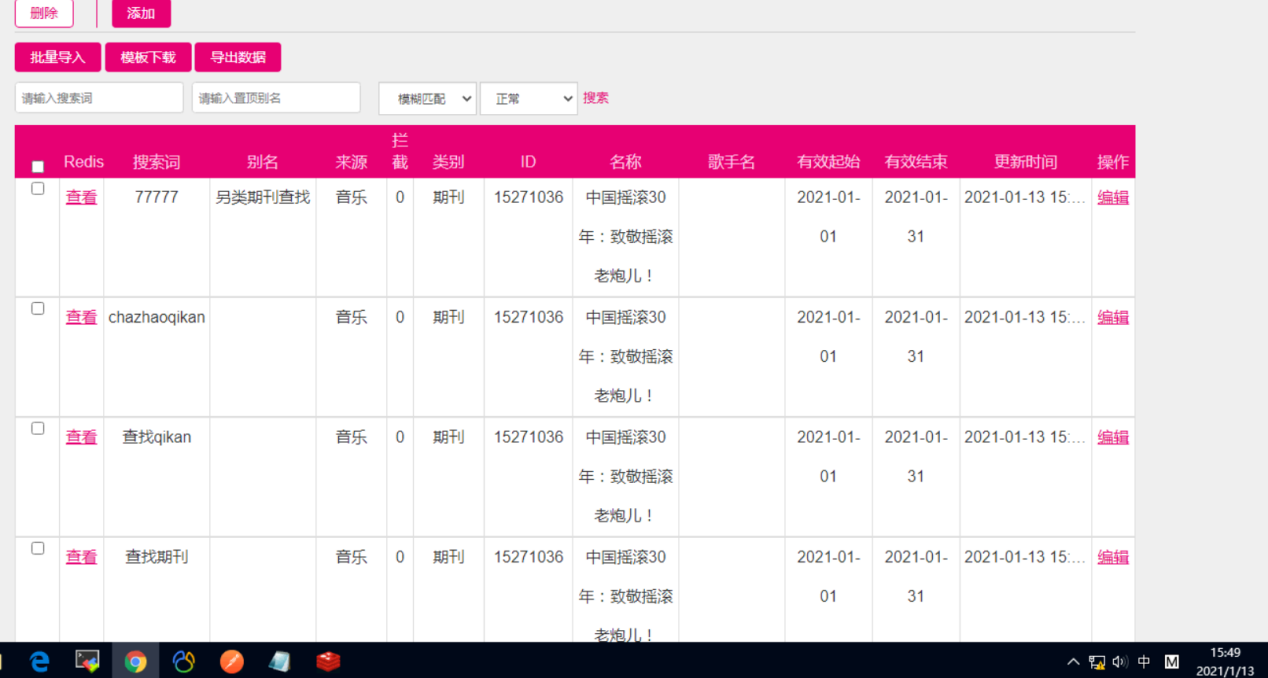 删除 添加
批量导入 模板下载 导出数据
请输入搜索词 请输入置顶别名 模糊匹配 正常 搜索
Redis 搜索词 别名 来源 拦截 类别 ID 名称 歌手名 有效起始 有效结束 更新时间 操作
查看 77777 另类期刊查找 音乐 0 期刊 15271036 中国摇滚30 2021-01- 2021-01- 2021-01-13 15:... 编辑
年：致敬摇滚 01 31
老炮儿！
查看 chazhaoqikan 音乐 0 期刊 15271036 中国摇滚30 2021-01- 2021-01- 2021-01-13 15:... 编辑
年：致敬摇滚 01 31
老炮儿！
查看 查找qikan 音乐 0 期刊 15271036 中国摇滚30 2021-01- 2021-01- 2021-01-13 15:... 编辑
年：致敬摇滚 01 31
老炮儿！
查看 查找期刊 音乐 0 期刊 15271036 中国摇滚30 2021-01- 2021-01- 2021-01-13 15:... 编辑
年：致敬摇滚 01 31
老炮儿！
中 M 15:49
2021/1/13